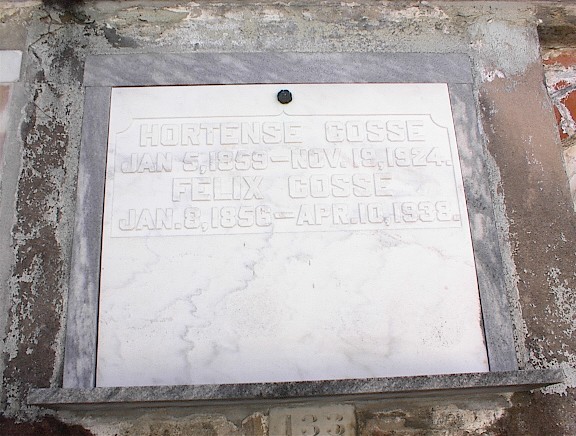 HORTENSE COSSE
JAN 5, 1859 — NOV. 19, 1924.
FELIX COSSE
JAN. 8, 1856 — APR. 10, 1938.